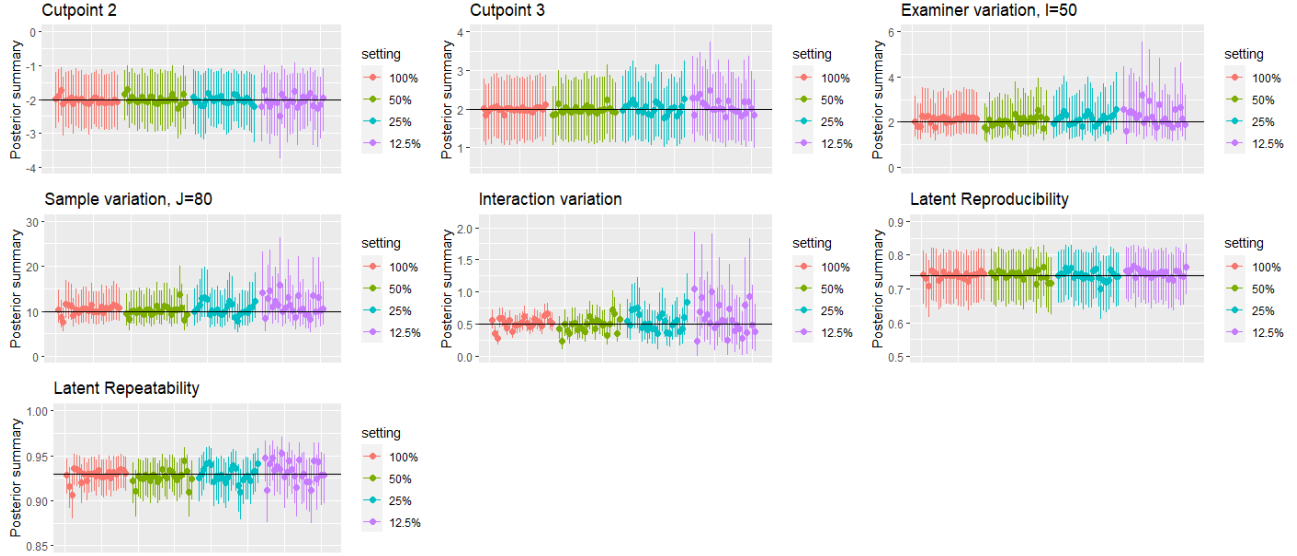 Cutpoint 2
Posterior summary
0
-1
-2
-3
-4
setting
100%
50%
25%
12.5%
Cutpoint 3
Posterior summary
4
3
2
1
setting
100%
50%
25%
12.5%
Examiner variation, I=50
Posterior summary
6
4
2
0
setting
100%
50%
25%
12.5%
Sample variation, J=80
Posterior summary
30
20
10
0
setting
100%
50%
25%
12.5%
Interaction variation
Posterior summary
2.0
1.5
1.0
0.5
0.0
setting
100%
50%
25%
12.5%
Latent Reproducibility
Posterior summary
0.9
0.8
0.7
0.6
0.5
setting
100%
50%
25%
12.5%
Latent Repeatability
Posterior summary
1.00
0.95
0.90
0.85
setting
100%
50%
25%
12.5%